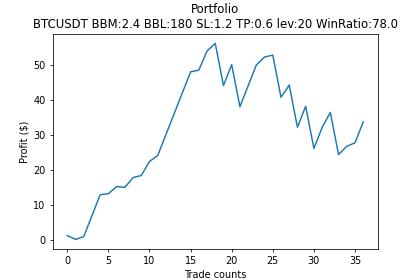 Portfolio
BTCUSDT BBM:2.4 BBL:180 SL:1.2 TP:0.6 lev:20 WinRatio:78.0
Profit ($)
50
40
30
20
10
0
0 5 10 15 20 25 30 35
Trade counts